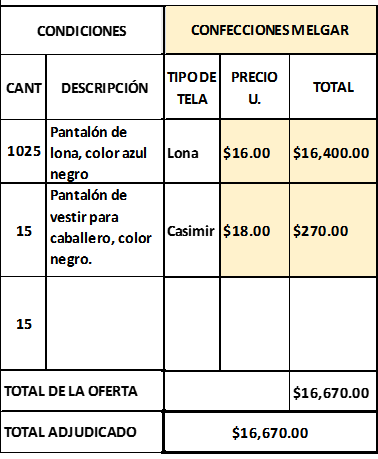 CONDICIONES CONFECCIONES MELGAR
CANT DESCRIPCIÓN TIPO DE TELA PRECIO U. TOTAL
1025 Pantalón de lona, color azul negro Lona $16.00 $16,400.00
15 Pantalón de vestir para caballero, color negro. Casimir $18.00 $270.00
15
TOTAL DE LA OFERTA $16,670.00
TOTAL ADJUDICADO $16,670.00